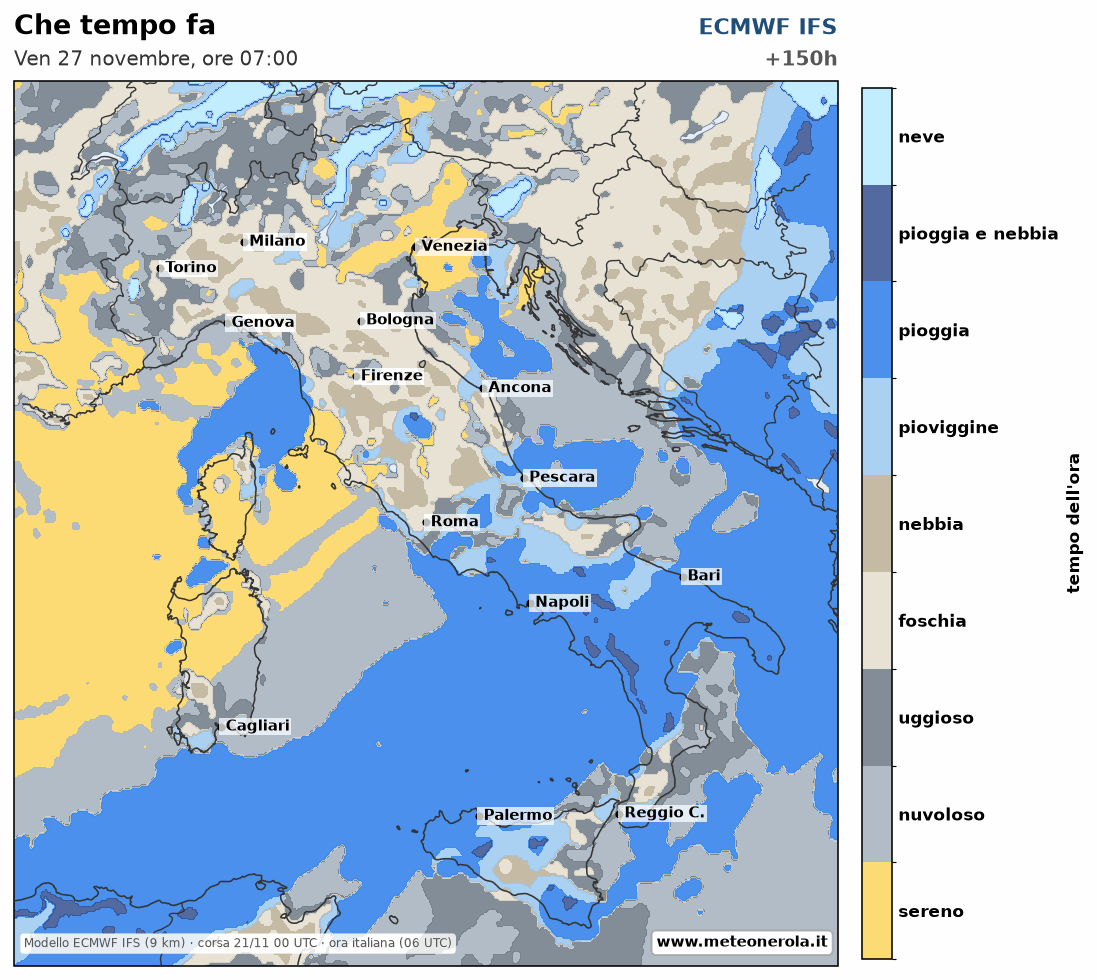 Che tempo fa
ECMWF IFS
Ven 27 novembre, ore 07:00
+150h
neve
pioggia e nebbia
pioggia
pioviggine
nebbia
foschia
uggioso
nuvoloso
sereno
tempo dell'ora
Milano
Venezia
Torino
Genova
Bologna
Firenze
Ancona
Pescara
Roma
Bari
Napoli
Cagliari
Palermo
Reggio C.
Modello ECMWF IFS (9 km) · corsa 21/11 00 UTC · ora italiana (06 UTC)
www.meteonerola.it